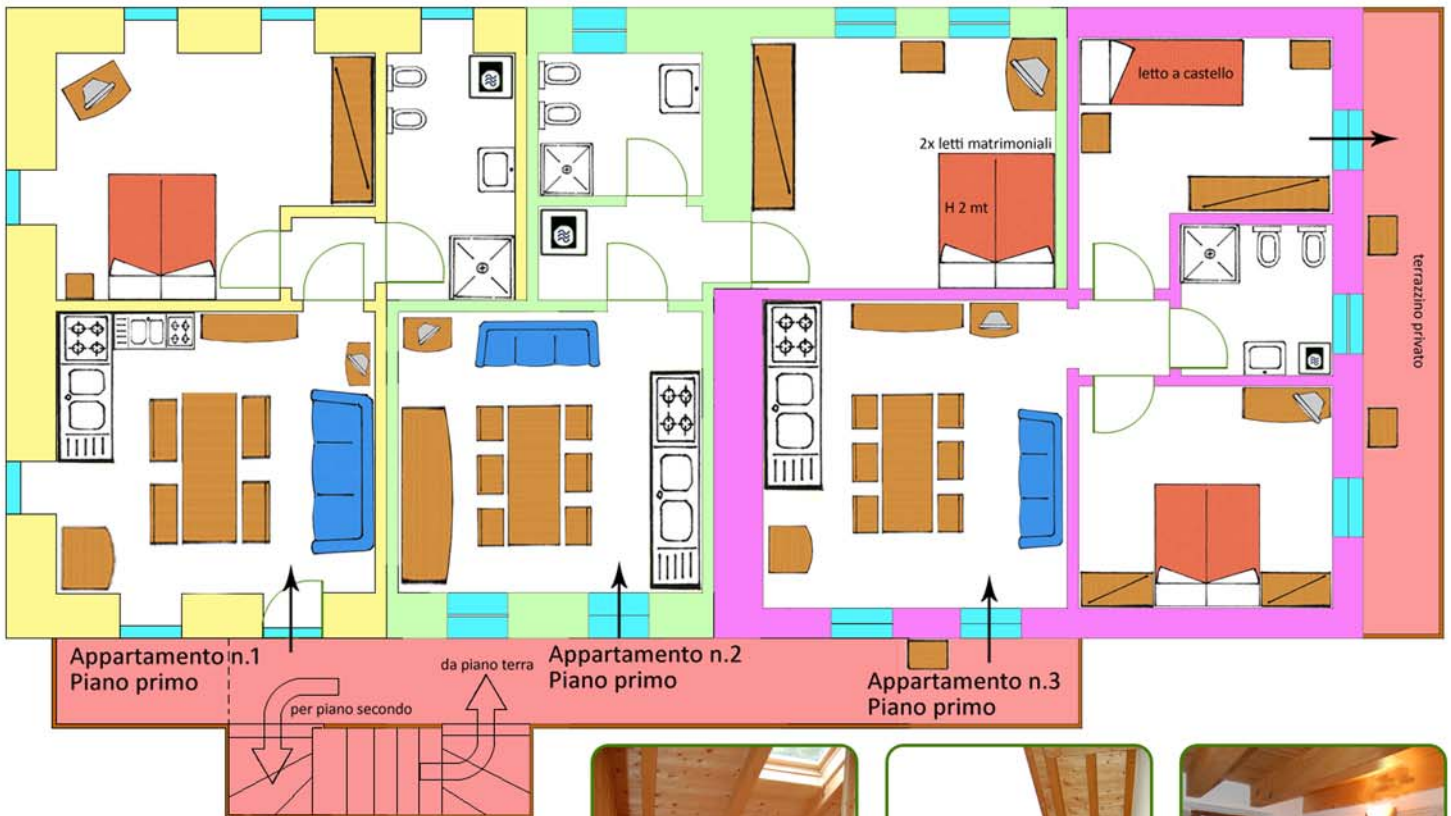 letto a castello
2x letti matrimoniali
H 2 mt
terrazzino privato
Appartamento n.1
Piano primo
da piano terra
Appartamento n.2
Piano primo
Appartamento n.3
Piano primo
per piano secondo